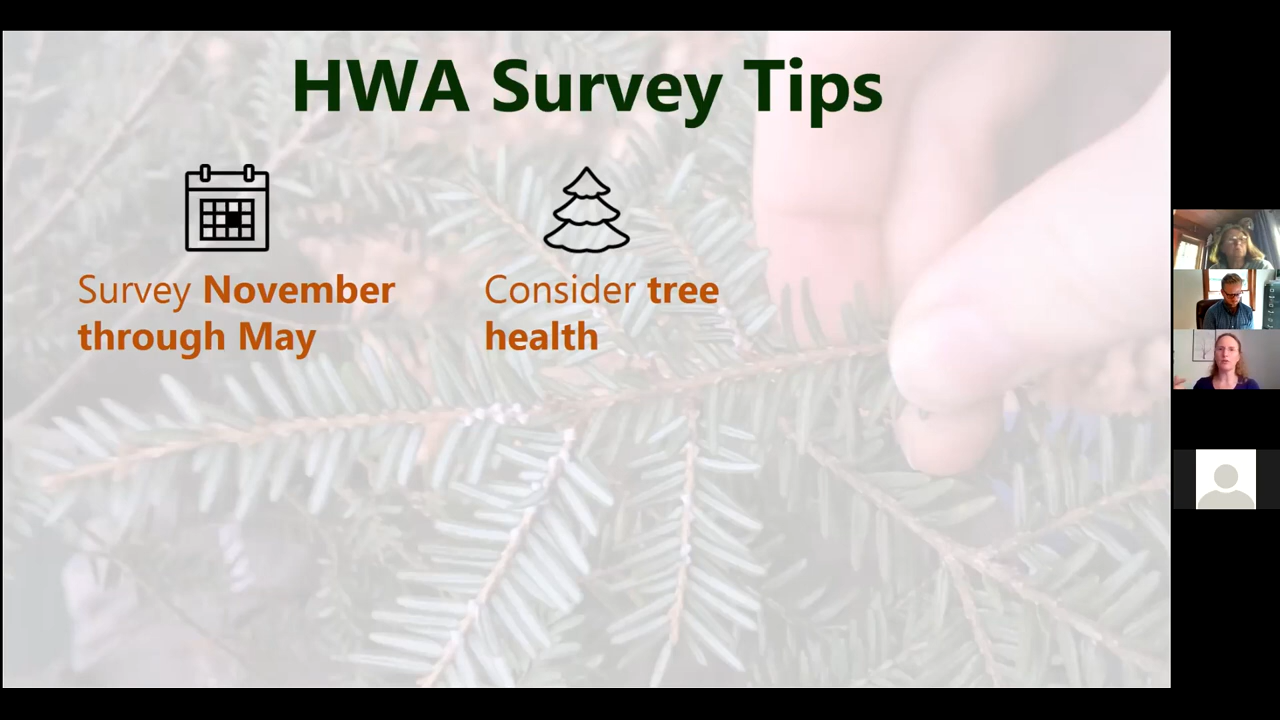 HWA Survey Tips
Survey November
through May
Consider tree
health